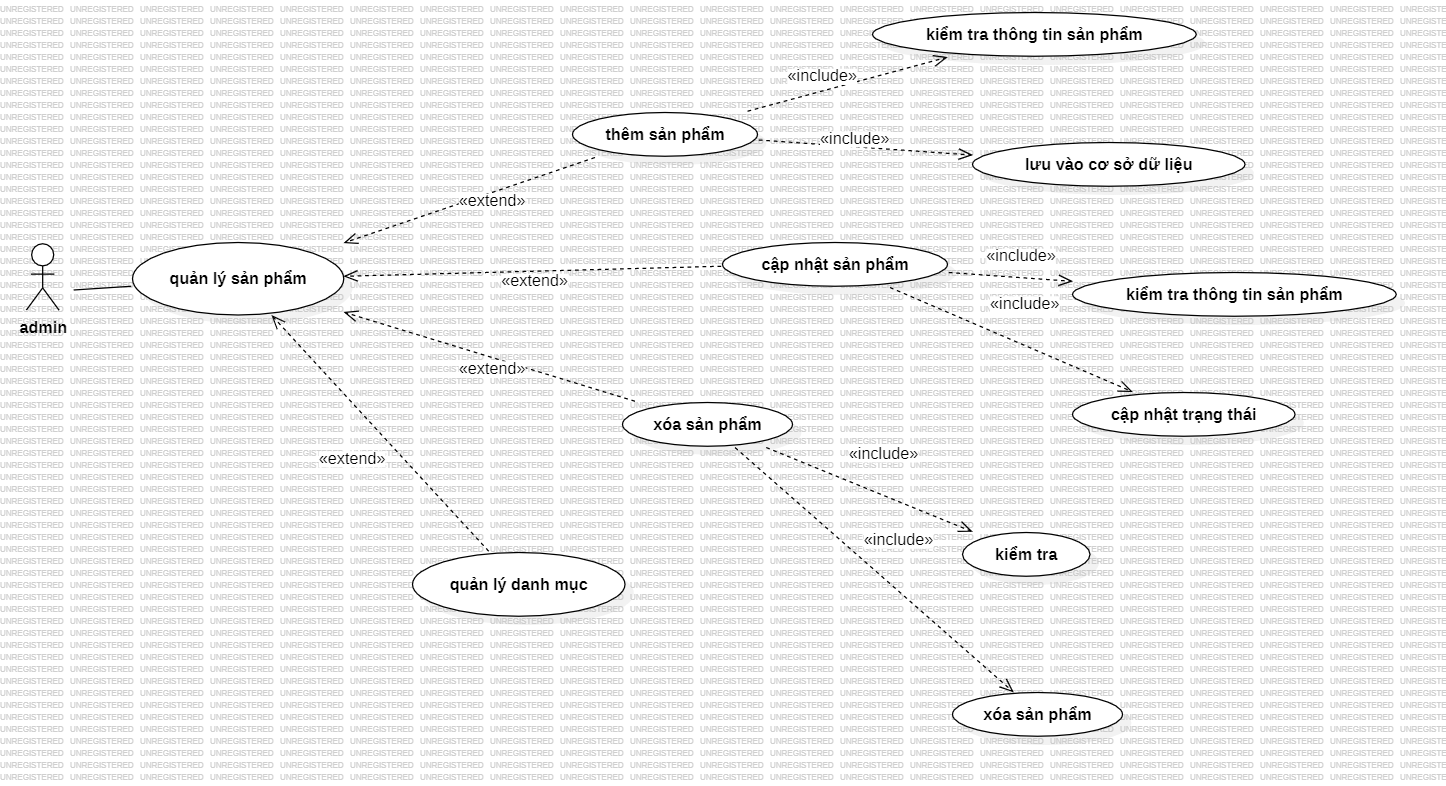 kiểm tra thông tin sản phẩm
«include»
thêm sản phẩm
«include»
lưu vào cơ sở dữ liệu
«extend»
cập nhật sản phẩm
«include»
quản lý sản phẩm
«extend»
kiểm tra thông tin sản phẩm
«include»
admin
«extend»
cập nhật trạng thái
xóa sản phẩm
«include»
«extend»
«include»
kiểm tra
quản lý danh mục
xóa sản phẩm
UNREGISTERED